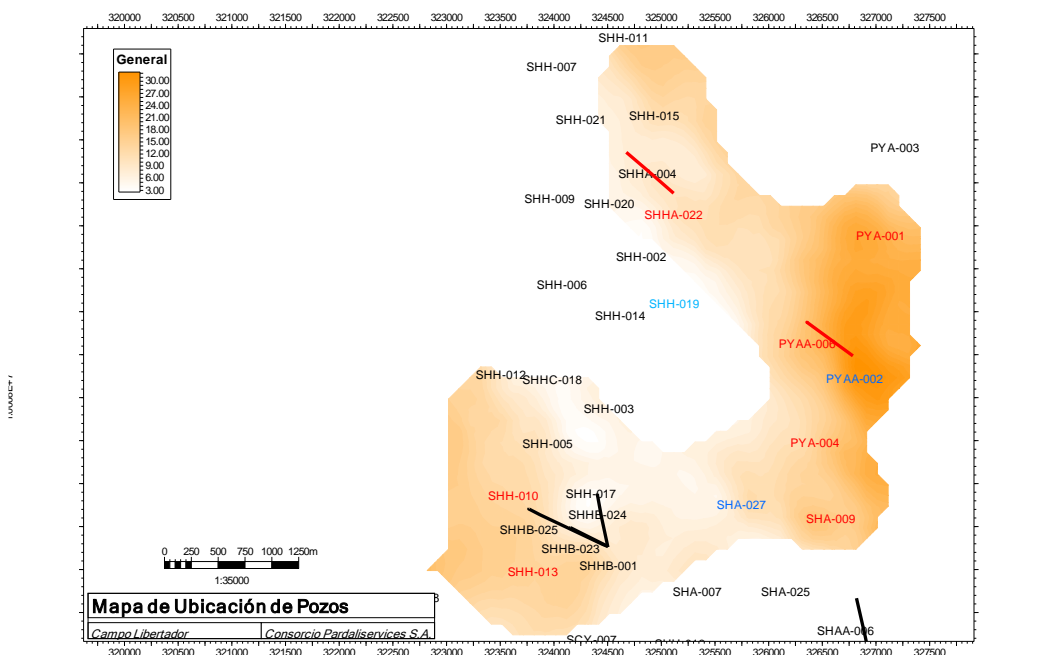 320000 320500 321000 321500 322000 322500 323000 323500 324000 324500 325000 325500 326000 326500 327000 327500
SHH-011
General
SHH-007
30.00
27.00
24.00
21.00
18.00
15.00
12.00
9.00
6.00
3.00
SHH-015
SHH-021
PYA-003
SHHA-004
SHH-009
SHH-020
SHHA-022
PYA-001
SHH-002
SHH-006
SHH-019
SHH-014
PYAA-006
SHH-012
SHHC-018
PYAA-002
SHH-003
SHH-005
PYA-004
SHH-010
SHH-017
SHA-027
SHHB-024
SHA-009
SHHB-025
SHHB-023
SHHB-001
SHH-013
0 250 500 750 1000 1250m
1:35000
SHA-007
SHA-025
Mapa de Ubicación de Pozos
Campo Libertador
Consorcio Pardaliservices S.A.
SHAA-006
320000 320500 321000 321500 322000 322500 323000 323500 324000 324500 325000 325500 326000 326500 327000 327500